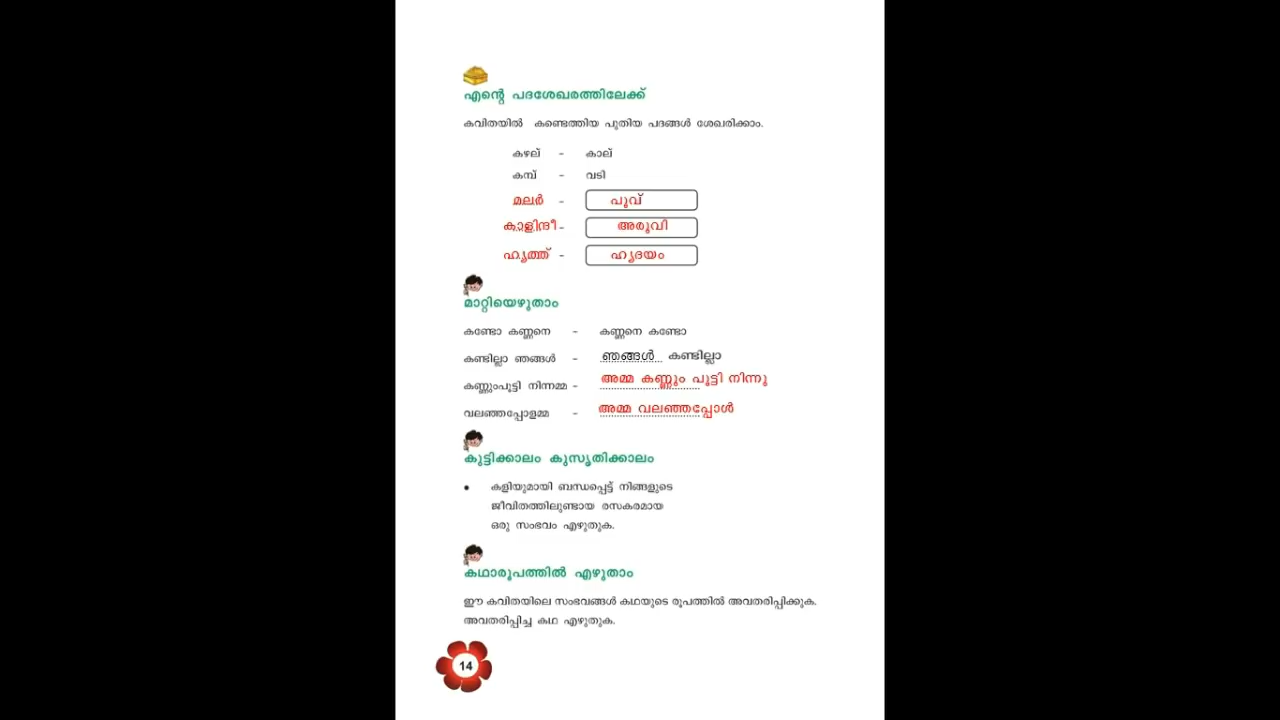 എന്റെ പദശേഖരത്തിലേക്ക്
കവിതയിൽ കണ്ടെത്തിയ പുതിയ പദങ്ങൾ ശേഖരിക്കാം.
കഴല് - കാല്
കമ്പ് - വടി
മലർ - പൂവ്
കാളിന്ദീ - അരുവി
ഹൃത്ത് - ഹൃദയം
മാറ്റിയെഴുതാം
കണ്ടോ കണ്ണനെ - കണ്ണനെ കണ്ടോ
കണ്ടില്ലാ ഞങ്ങൾ - ഞങ്ങൾ കണ്ടില്ലാ
കണ്ണുംപൂട്ടി നിന്നമ്മ - അമ്മ കണ്ണും പൂട്ടി നിന്നു
വലഞ്ഞപ്പോളമ്മ - അമ്മ വലഞ്ഞപ്പോൾ
കുട്ടിക്കാലം കുസൃതിക്കാലം
• കളിയുമായി ബന്ധപ്പെട്ട് നിങ്ങളുടെ
ജീവിതത്തിലുണ്ടായ രസകരമായ
ഒരു സംഭവം എഴുതുക.
കഥാരൂപത്തിൽ എഴുതാം
ഈ കവിതയിലെ സംഭവങ്ങൾ കഥയുടെ രൂപത്തിൽ അവതരിപ്പിക്കുക.
അവതരിപ്പിച്ച കഥ എഴുതുക.
14